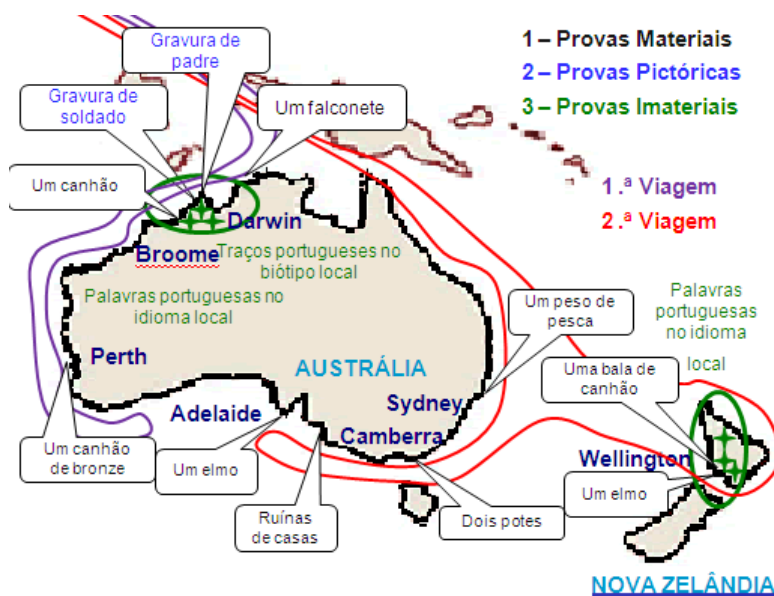 Gravura de
padre
Gravura de
soldado
Um falconete
Um canhão
1 – Provas Materiais
2 – Provas Pictóricas
3 – Provas Imateriais
1.ª Viagem
2.ª Viagem
Darwin
Broome
Traços portugueses no
biótipo local
Palavras portuguesas no
idioma local
Perth
AUSTRÁLIA
Adelaide
Sydney
Camberra
Um peso de
pesca
Palavras
portuguesas
no idioma
local
Uma bala de
canhão
Um canhão
de bronze
Um elmo
Ruínas
de casas
Dois potes
Wellington
Um elmo
NOVA ZELÂNDIA